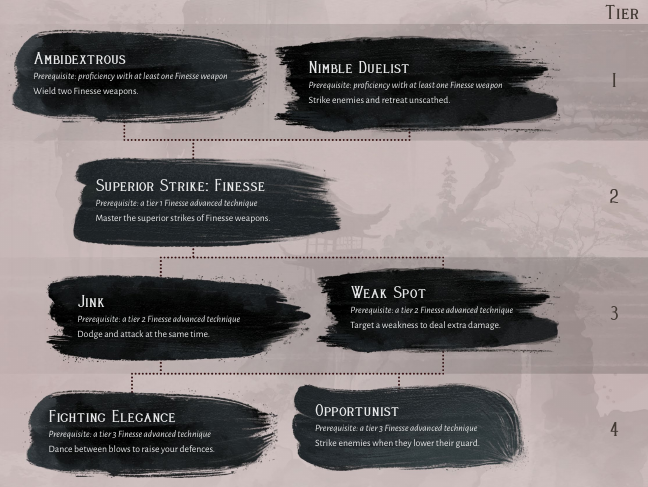 Tier
Ambidextrous
Prerequisite: proficiency with at least one Finesse weapon
Wield two Finesse weapons.
Nimble Duelist
Prerequisite: proficiency with at least one Finesse weapon
Strike enemies and retreat unscathed.
1
Superior Strike: Finesse
Prerequisite: a tier 1 Finesse advanced technique
Master the superior strikes of Finesse weapons.
2
Jink
Prerequisite: a tier 2 Finesse advanced technique
Dodge and attack at the same time.
Weak Spot
Prerequisite: a tier 2 Finesse advanced technique
Target a weakness to deal extra damage.
3
Fighting Elegance
Prerequisite: a tier 3 Finesse advanced technique
Dance between blows to raise your defences.
Opportunist
Prerequisite: a tier 3 Finesse advanced technique
Strike enemies when they lower their guard.
4